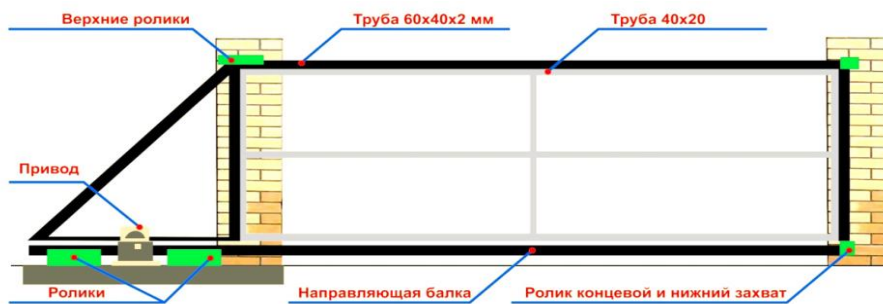 Верхние ролики
Труба 60х40х2 мм
Труба 40х20
Привод
Ролики
Направляющая балка
Ролик концевой и нижний захват